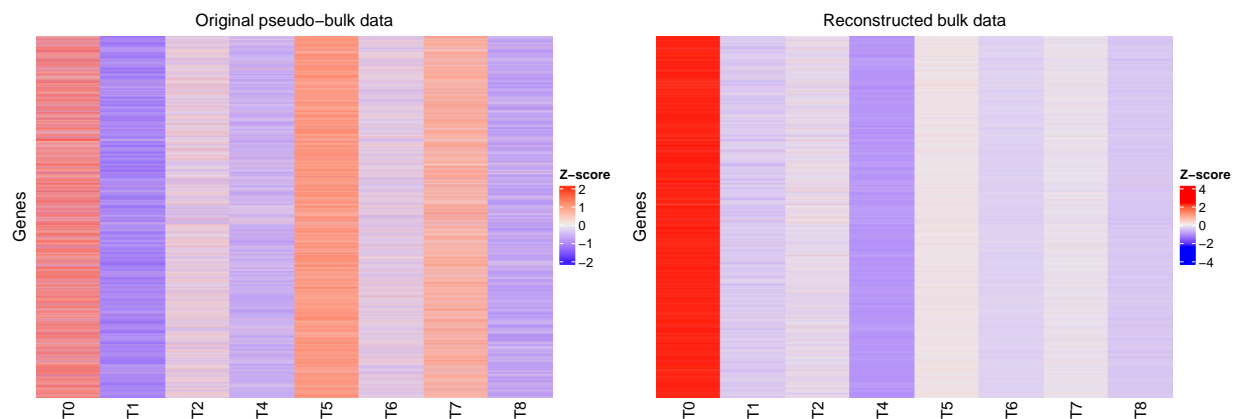 Original pseudo−bulk data
Genes
Z−score
2
1
0
−1
−2
T0 T1 T2 T4 T5 T6 T7 T8
Reconstructed bulk data
Genes
Z−score
4
2
0
−2
−4
T0 T1 T2 T4 T5 T6 T7 T8